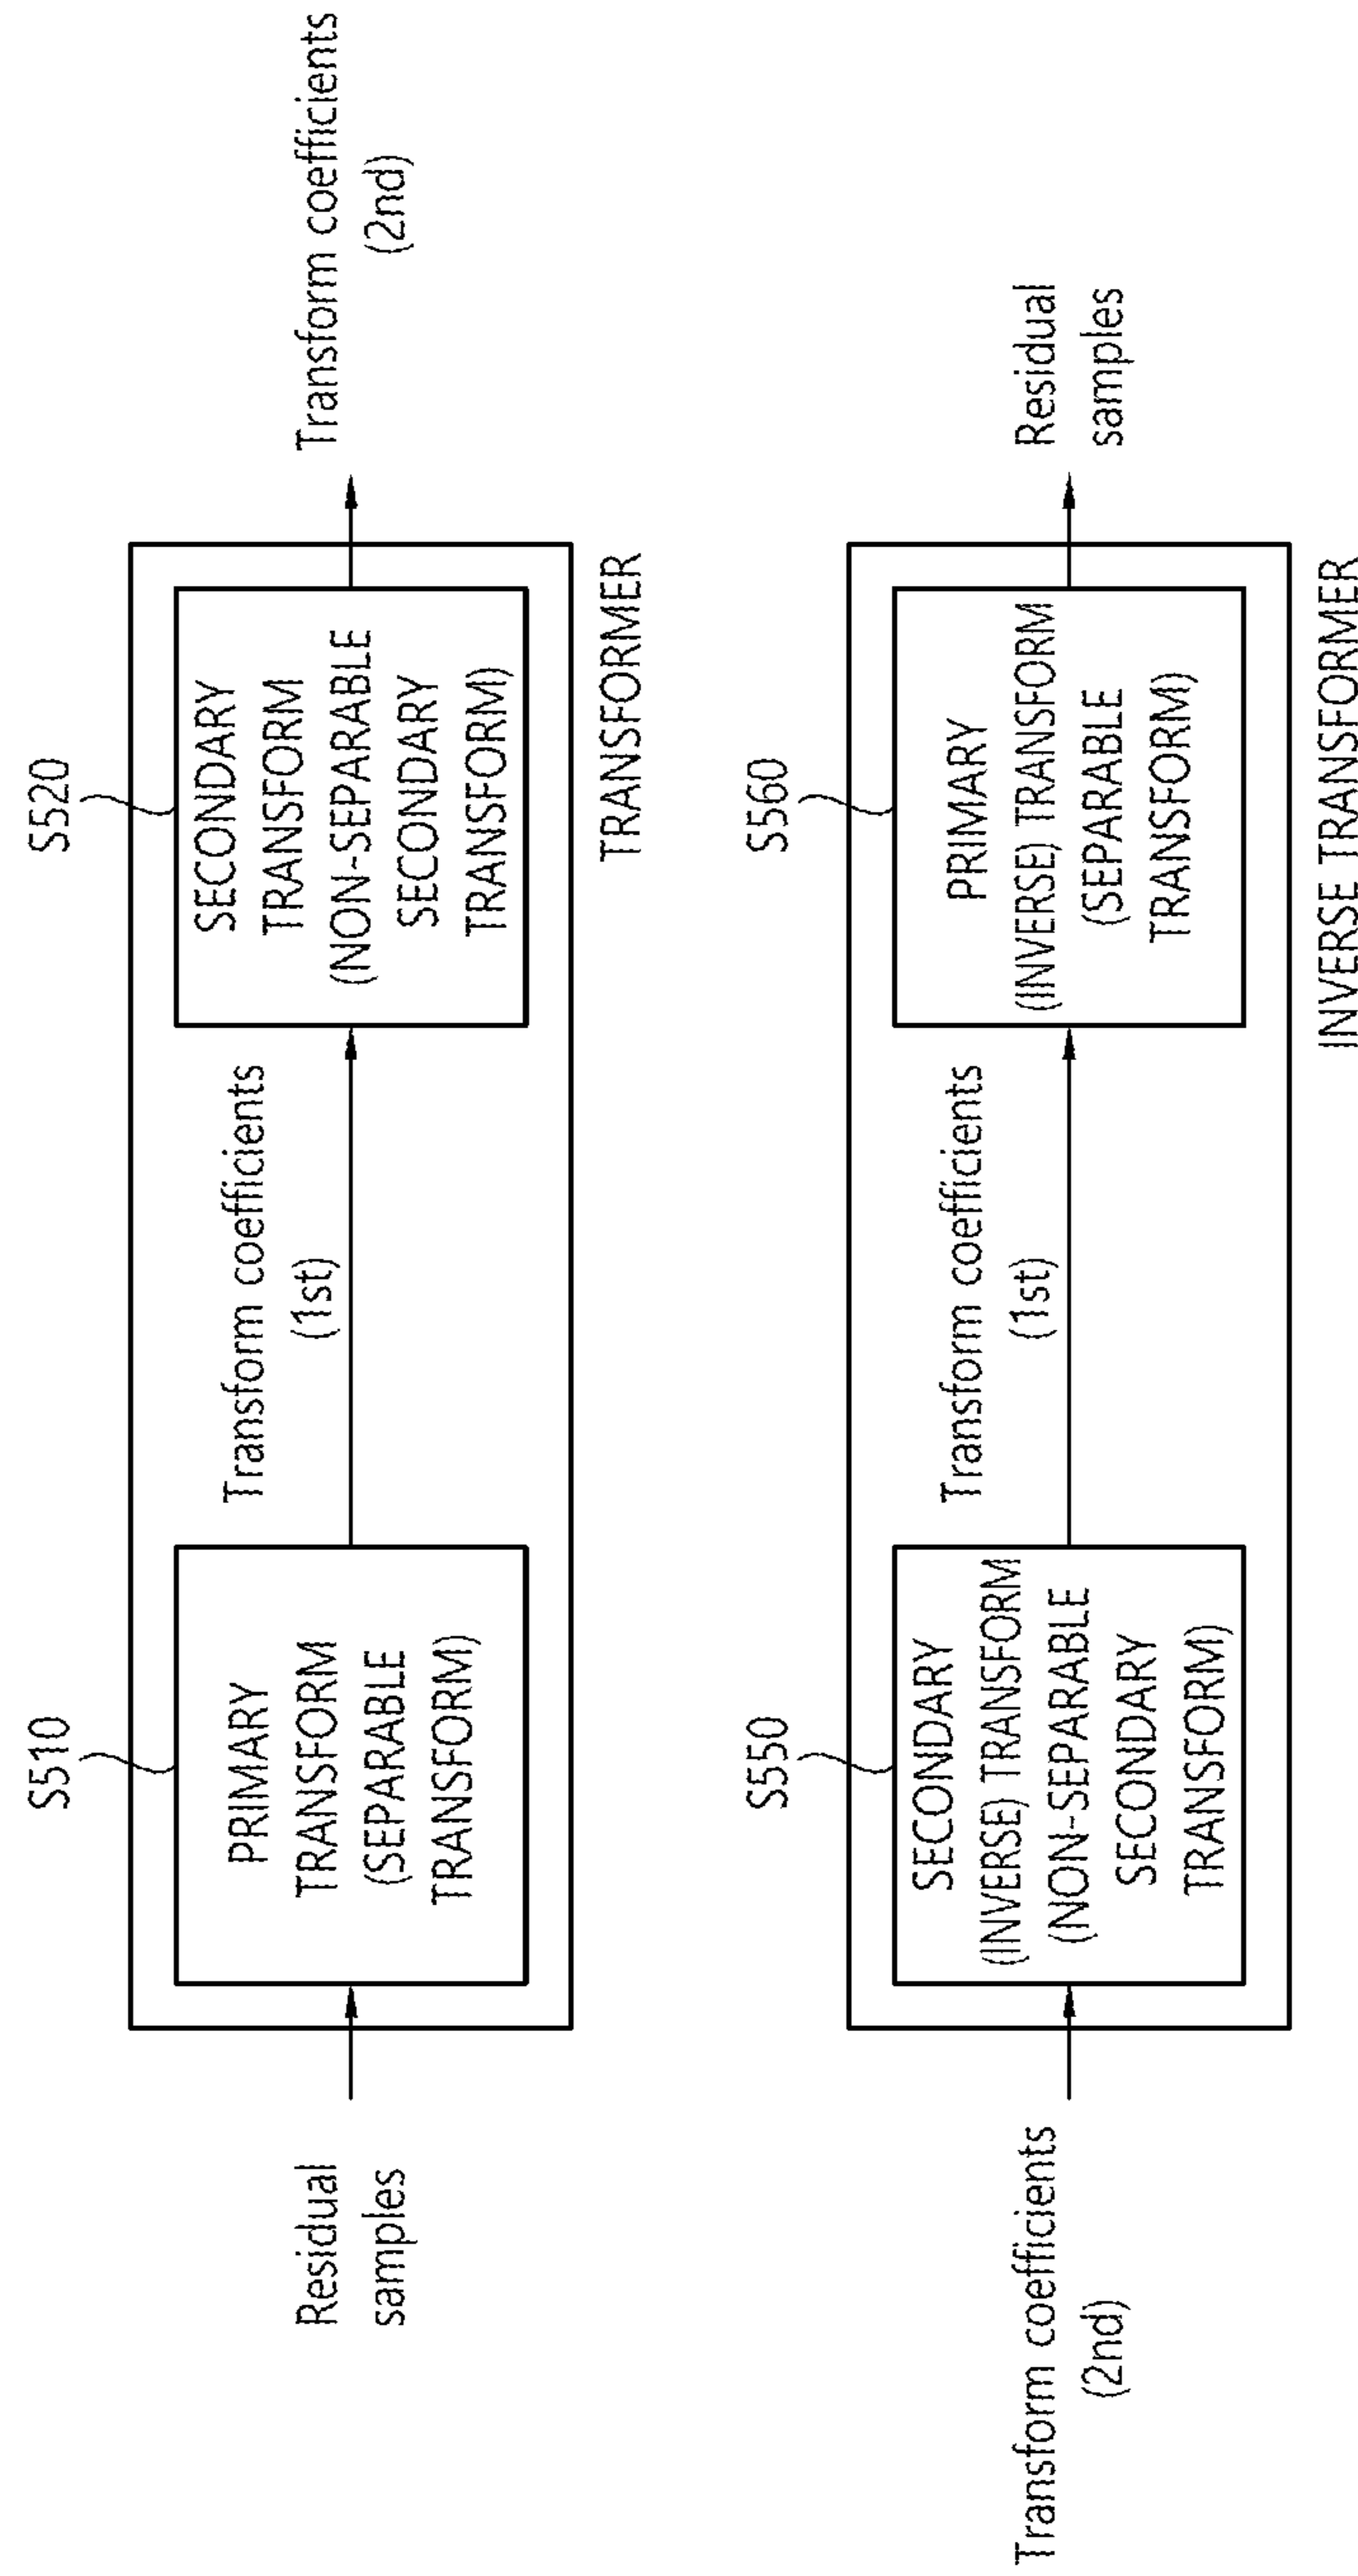 S510
S520
Residual
samples
PRIMARY
TRANSFORM
(SEPARABLE
TRANSFORM)
Transform coefficients
(1st)
SECONDARY
TRANSFORM
(NON-SEPARABLE
SECONDARY
TRANSFORM)
Transform coefficients
(2nd)
TRANSFORMER
S550
S560
Transform coefficients
(2nd)
SECONDARY
(INVERSE) TRANSFORM
(NON-SEPARABLE
SECONDARY
TRANSFORM)
Transform coefficients
(1st)
PRIMARY
(INVERSE) TRANSFORM
(SEPARABLE
TRANSFORM)
Residual
samples
INVERSE TRANSFORMER